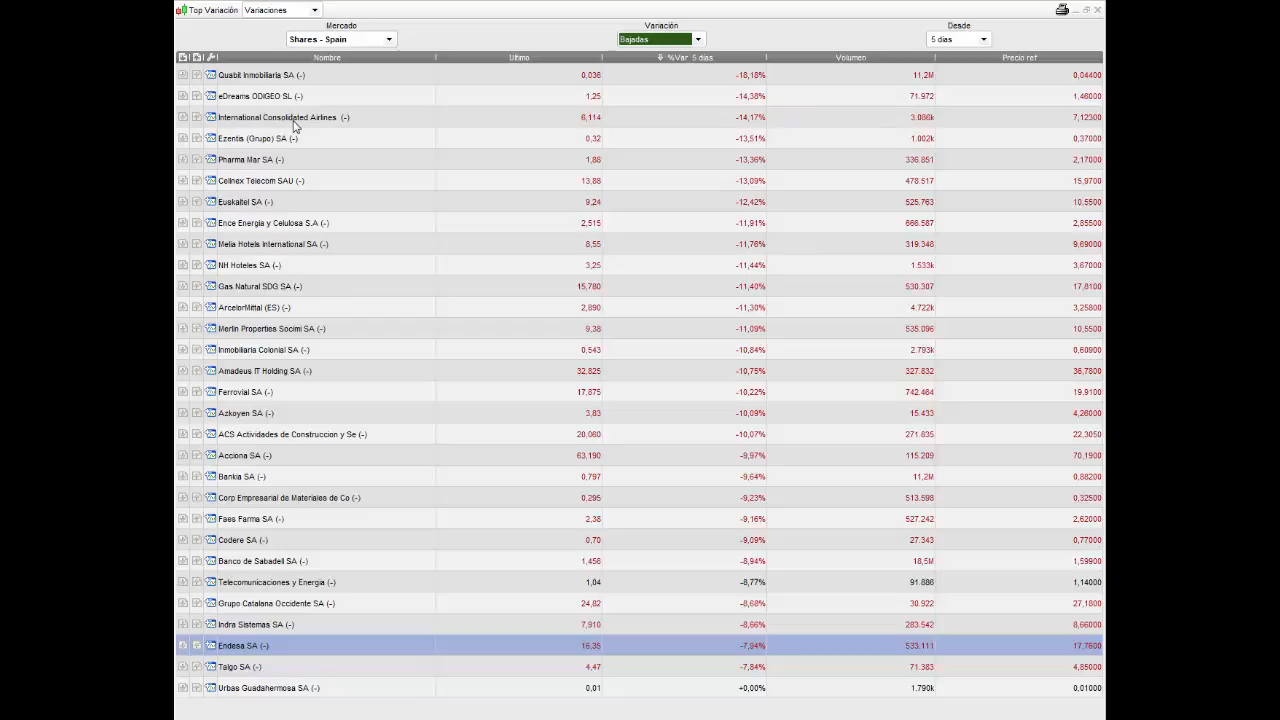 Top Variación Variaciones
Mercado Variación Desde
Shares - Spain Bajadas 5 días
Nombre Último %Var 5 días Volumen Precio ref
Quabit Inmobiliaria SA (-) 0,036 -18,18% 11,2M 0,04400
eDreams ODIGEO SL (-) 1,25 -14,38% 71.972 1,46000
International Consolidated Airlines (-) 6,114 -14,17% 3.086k 7,12300
Ezentis (Grupo) SA (-) 0,32 -13,51% 1.002k 0,37000
Pharma Mar SA (-) 1,88 -13,36% 336.851 2,17000
Cellnex Telecom SAU (-) 13,88 -13,09% 478.517 15,9700
Euskaltel SA (-) 9,24 -12,42% 525.763 10,5500
Ence Energia y Celulosa S.A (-) 2,515 -11,91% 666.587 2,85500
Melia Hotels International SA (-) 8,55 -11,76% 319.348 9,69000
NH Hoteles SA (-) 3,25 -11,44% 1.533k 3,67000
Gas Natural SDG SA (-) 15,780 -11,40% 530.307 17,8100
ArcelorMittal (ES) (-) 2,890 -11,30% 4.722k 3,25800
Merlin Properties Socimi SA (-) 9,38 -11,09% 535.096 10,5500
Inmobiliaria Colonial SA (-) 0,543 -10,84% 2.793k 0,60900
Amadeus IT Holding SA (-) 32,825 -10,75% 327.832 36,7800
Ferrovial SA (-) 17,875 -10,22% 742.464 19,9100
Azkoyen SA (-) 3,83 -10,09% 15.433 4,26000
ACS Actividades de Construccion y Se (-) 20,060 -10,07% 271.835 22,3050
Acciona SA (-) 63,190 -9,97% 115.209 70,1900
Bankia SA (-) 0,797 -9,64% 11,2M 0,88200
Corp Empresarial de Materiales de Co (-) 0,295 -9,23% 513.598 0,32500
Faes Farma SA (-) 2,38 -9,16% 527.242 2,62000
Codere SA (-) 0,70 -9,09% 27.343 0,77000
Banco de Sabadell SA (-) 1,456 -8,94% 18,5M 1,59900
Telecomunicaciones y Energia (-) 1,04 -8,77% 91.886 1,14000
Grupo Catalana Occidente SA (-) 24,82 -8,68% 30.922 27,1800
Indra Sistemas SA (-) 7,910 -8,66% 283.542 8,66000
Endesa SA (-) 16,35 -7,94% 533.111 17,7600
Talgo SA (-) 4,47 -7,84% 71.383 4,85000
Urbas Guadahermosa SA (-) 0,01 +0,00% 1.790k 0,01000